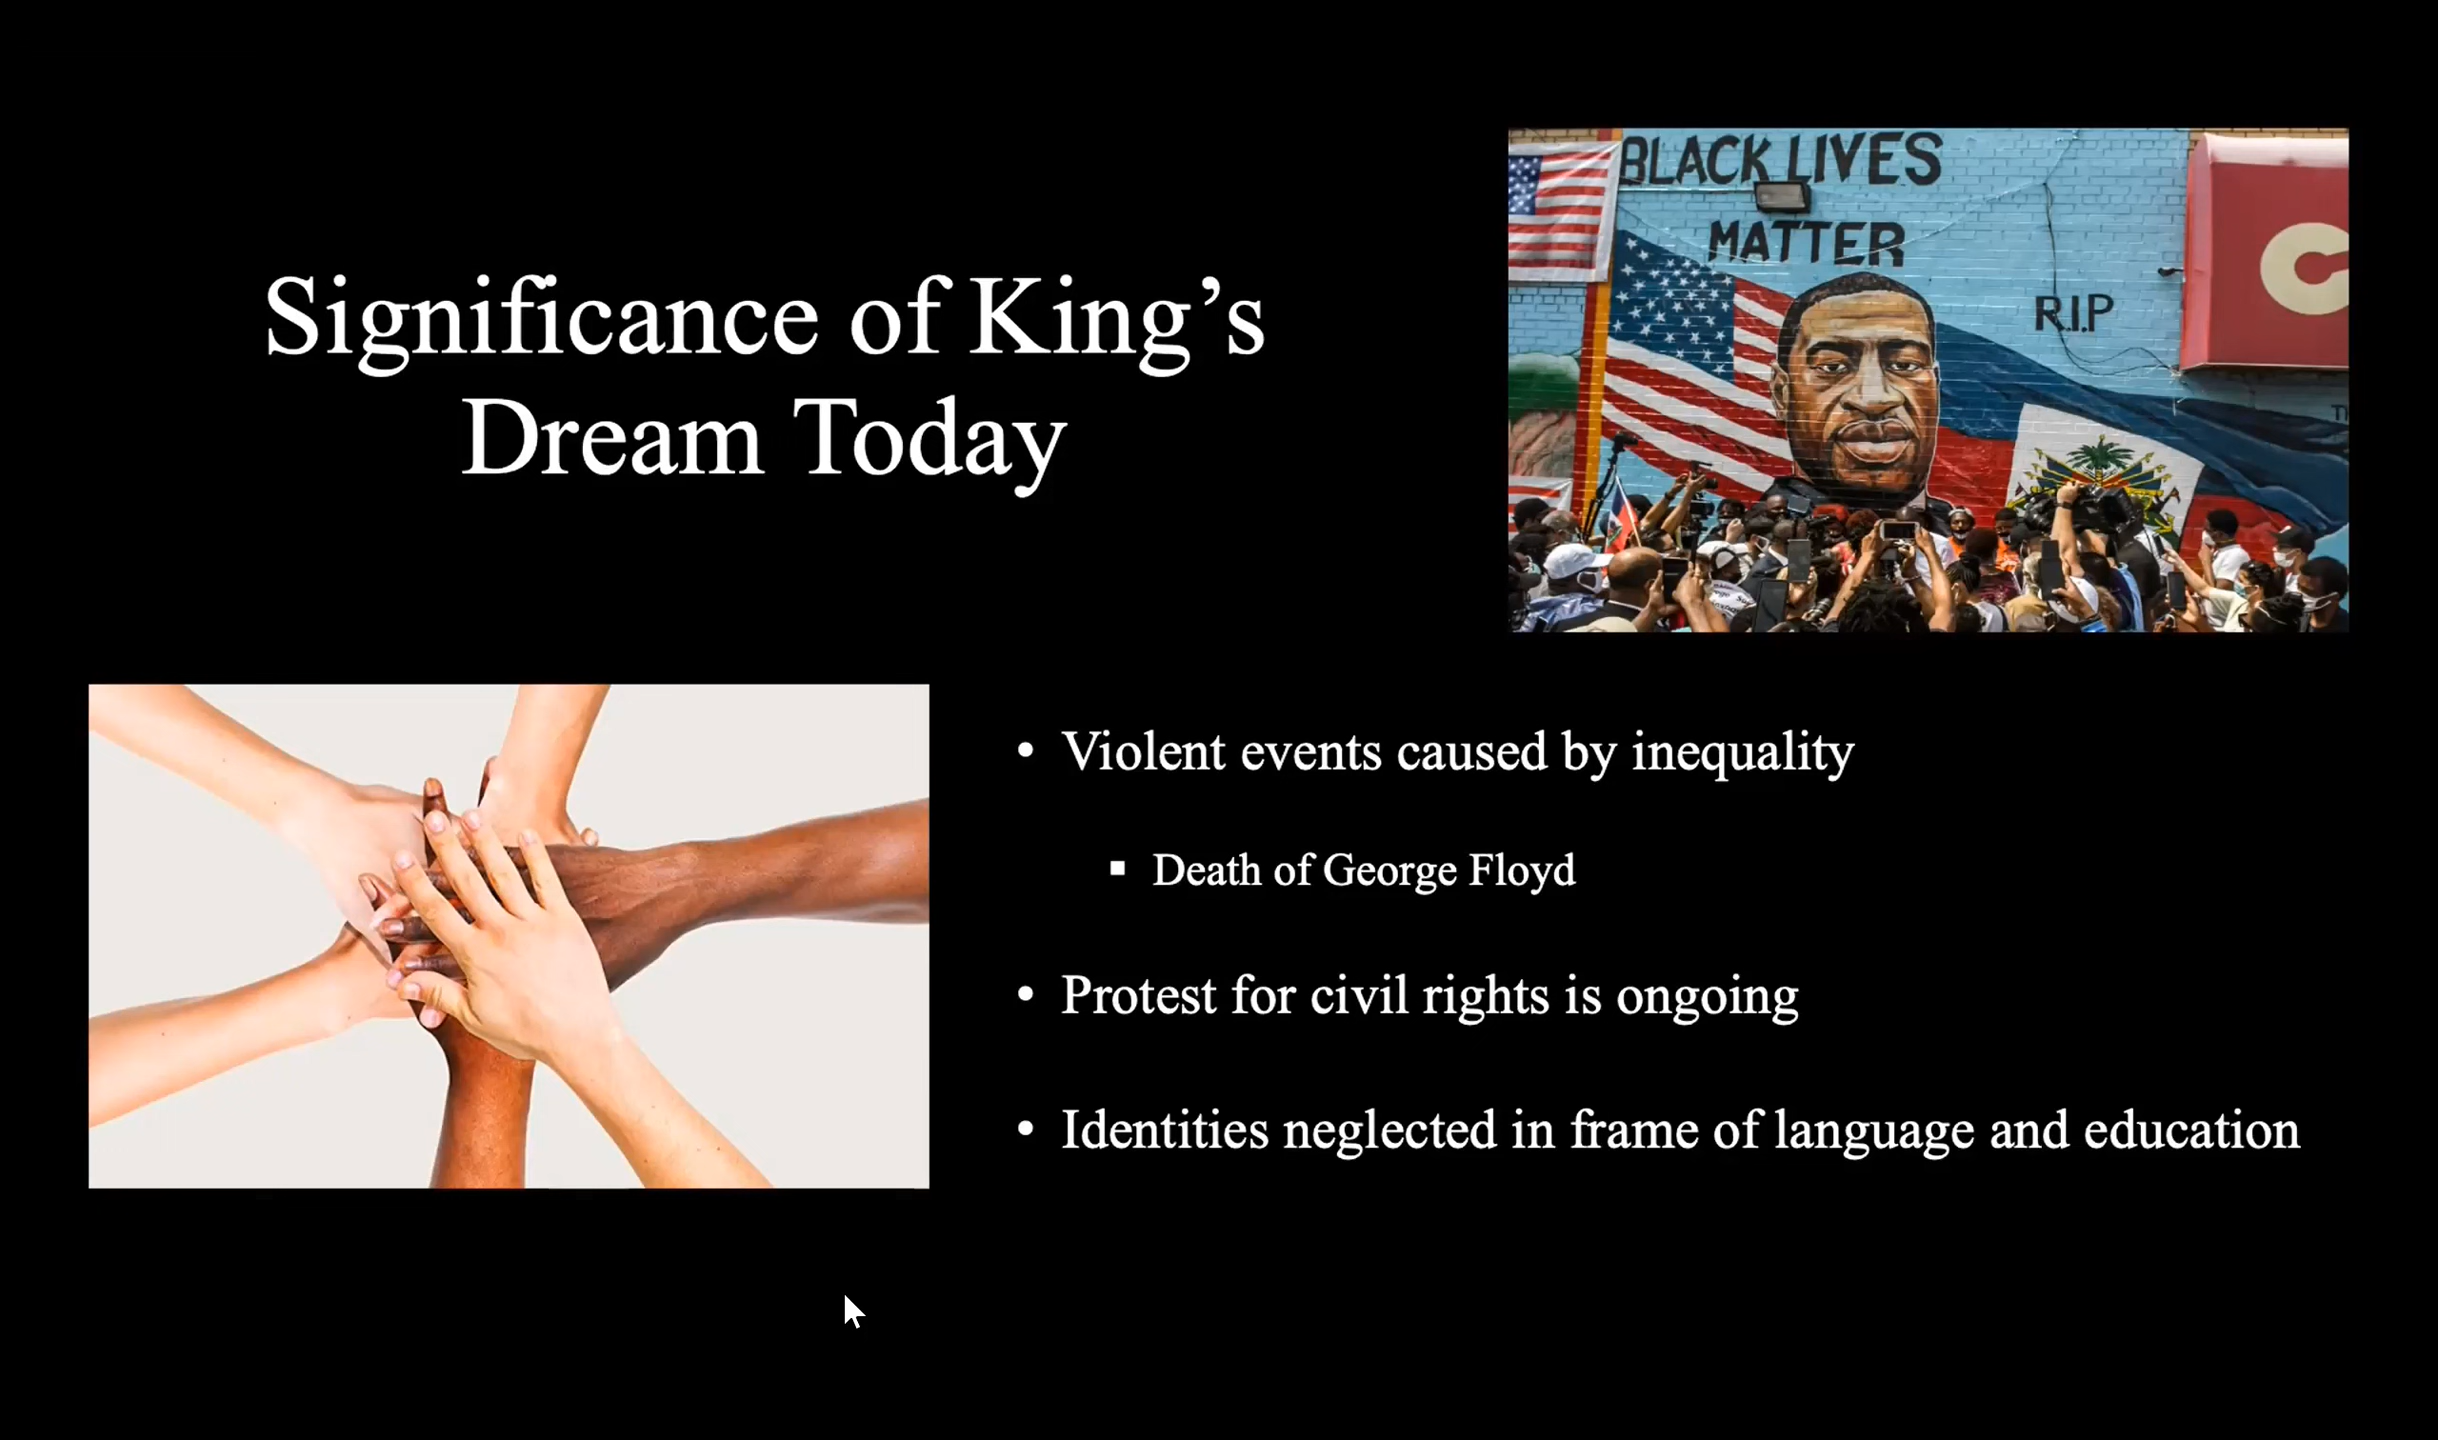 Significance of King's
Dream Today
BLACK LIVES
MATTER
R.I.P
• Violent events caused by inequality
▪ Death of George Floyd
• Protest for civil rights is ongoing
• Identities neglected in frame of language and education